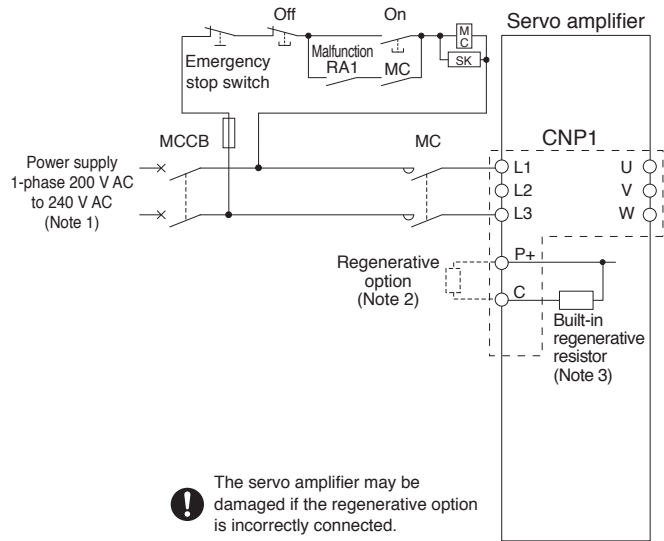 Off
On
Servo amplifier
M
C
SK
Emergency
stop switch
Malfunction
RA1
MC
MCCB
MC
CNP1
Power supply
1-phase 200 V AC
to 240 V AC
(Note 1)
L1
L2
L3
U
V
W
Regenerative
option
(Note 2)
P+
C
Built-in
regenerative
resistor
(Note 3)
The servo amplifier may be
damaged if the regenerative option
is incorrectly connected.